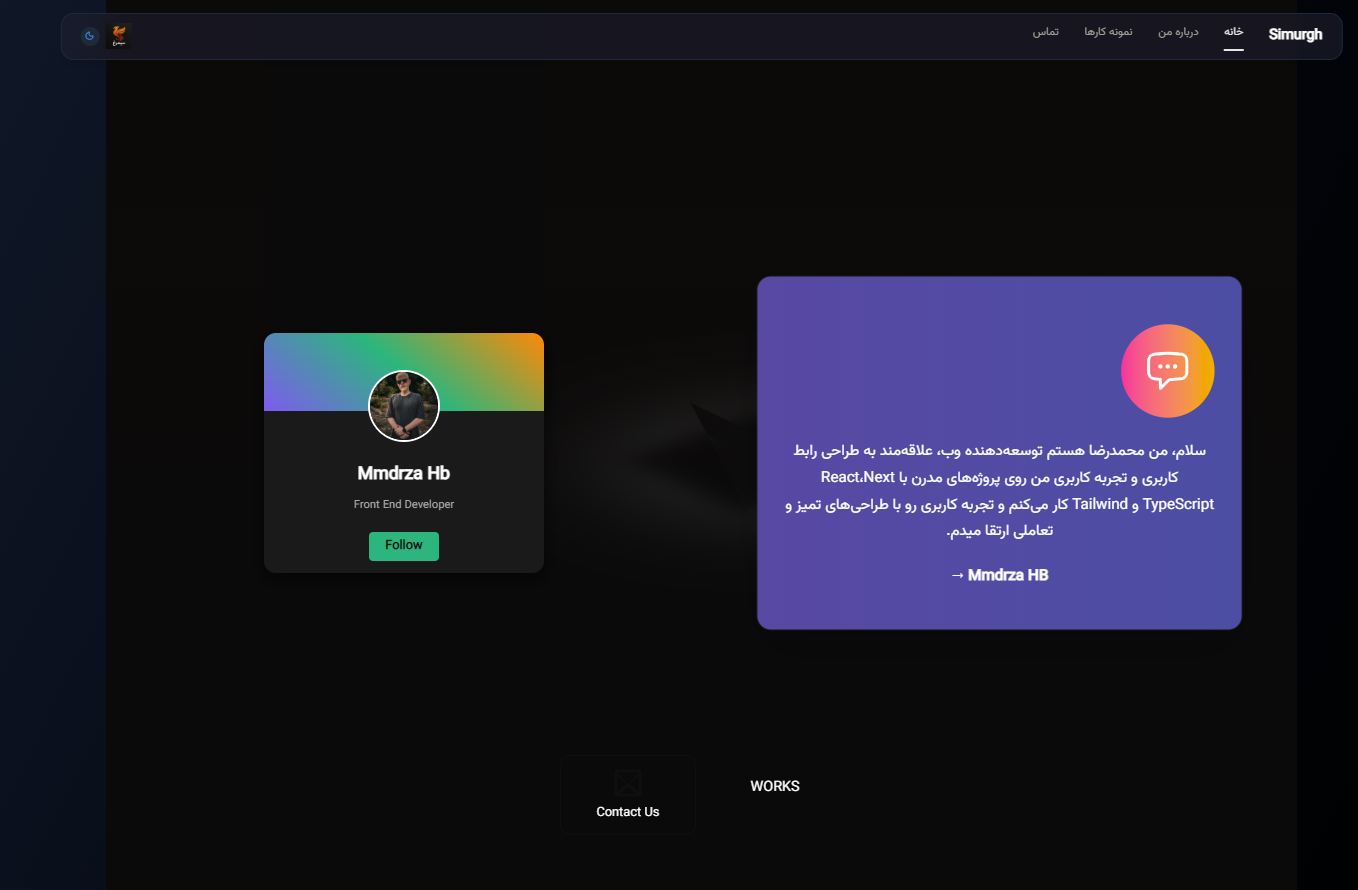 Simurgh
خانه
درباره من
نمونه کارها
تماس
سیمرغ
سلام، من محمدرضا هستم توسعه‌دهنده وب، علاقه‌مند به طراحی رابط
کاربری و تجربه کاربری من روی پروژه‌های مدرن با React،Next
TypeScript و Tailwind کار می‌کنم و تجربه کاربری رو با طراحی‌های تمیز و
تعاملی ارتقا میدم.
Mmdrza HB →
Mmdrza Hb
Front End Developer
Follow
WORKS
Contact Us